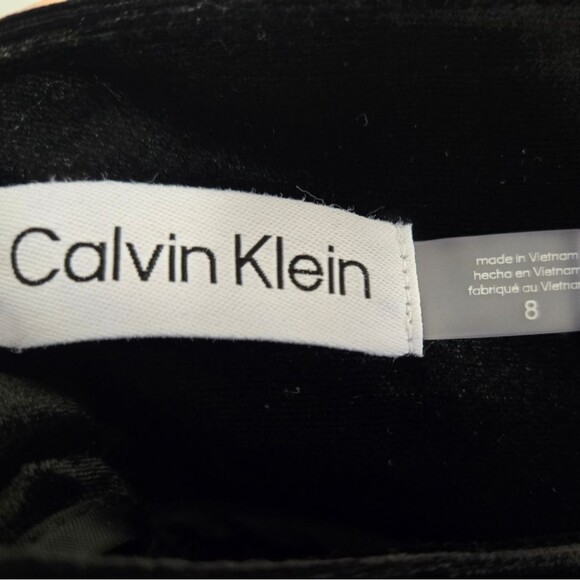 Calvin Klein
made in Vietnam
hecho en Vietnam
fabriqué au Vietnam
8